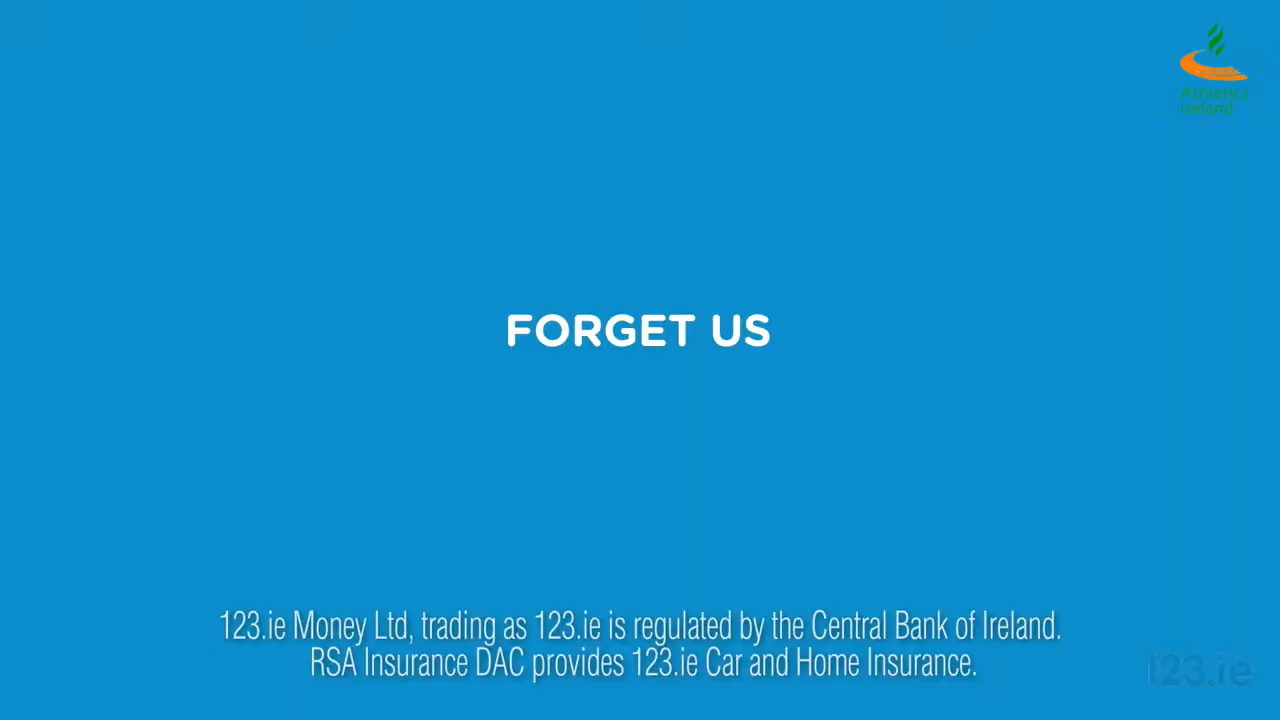 Athletics
Ireland
FORGET US
123.ie Money Ltd, trading as 123.ie is regulated by the Central Bank of Ireland.
RSA Insurance DAC provides 123.ie Car and Home Insurance.
123.ie